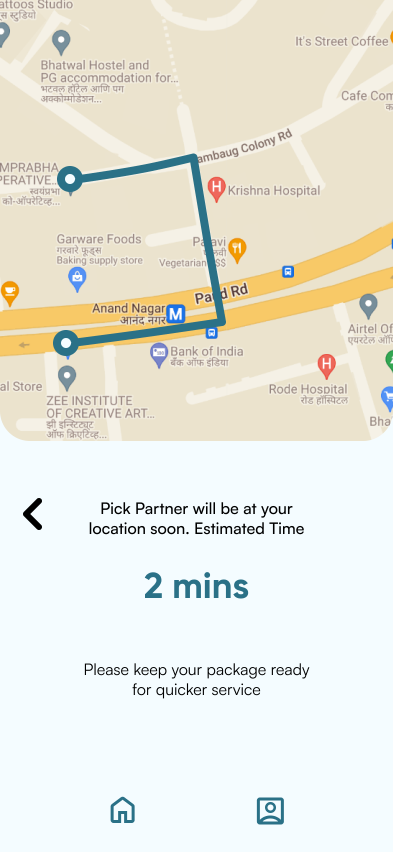 attoos Studio
स स्टुडियो
It's Street Coffee
Bhatwal Hostel and
PG accommodation for...
भटवल हॉटेल आणि पग
अक्कोम्मोडेशन...
Cafe Com
ambaug Colony Rd
MPRABHA
PERATIVE...
स्वयंप्रभा
को-ऑपरेटिव्ह...
Krishna Hospital
Garware Foods
गरवारे फूड्स
Baking supply store
Vegetarian
$$
Paud Rd
Anand Nagar
आनंद नगर
M
Bank of India
बँक ऑफ इंडिया
Airtel Of
एयरटेल ऑफि
al Store
ZEE INSTITUTE
OF CREATIVE ART...
झी इन्स्टिट्यूट
ऑफ क्रिएटिव्ह...
Rode Hospital
रोड हॉस्पिटल
Bha
Pick Partner will be at your
location soon. Estimated Time
2 mins
Please keep your package ready
for quicker service